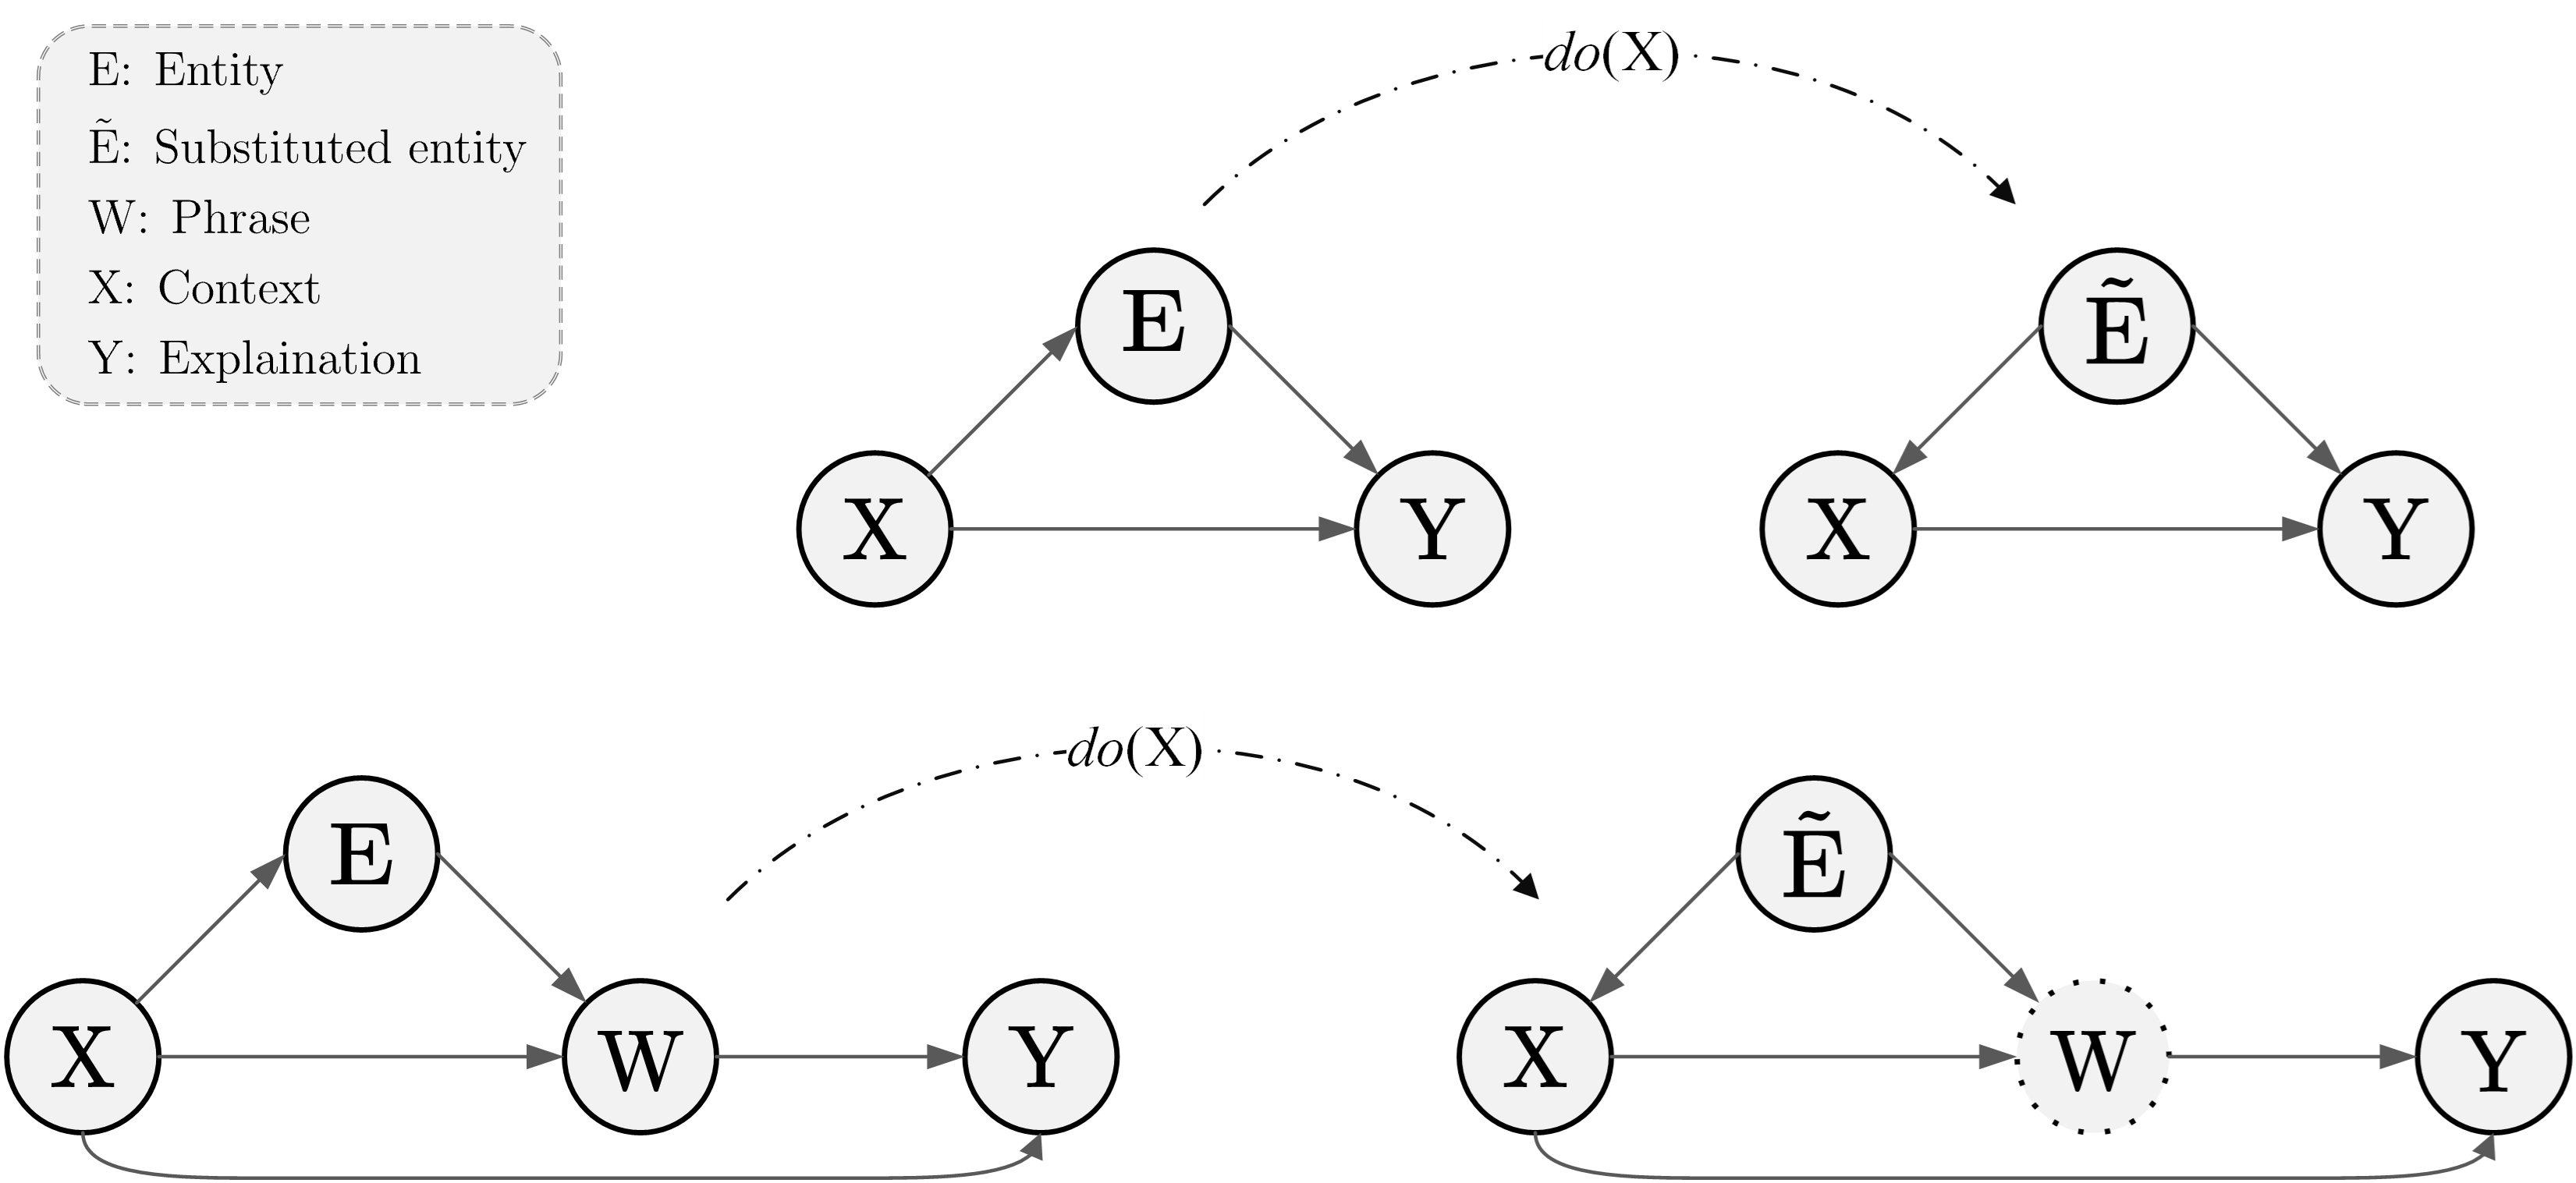 E: Entity
Ẽ: Substituted entity
W: Phrase
X: Context
Y: Explaination
do(X)
E
Ẽ
X
Y
X
Y
do(X)
E
Ẽ
X
W
Y
X
W
Y